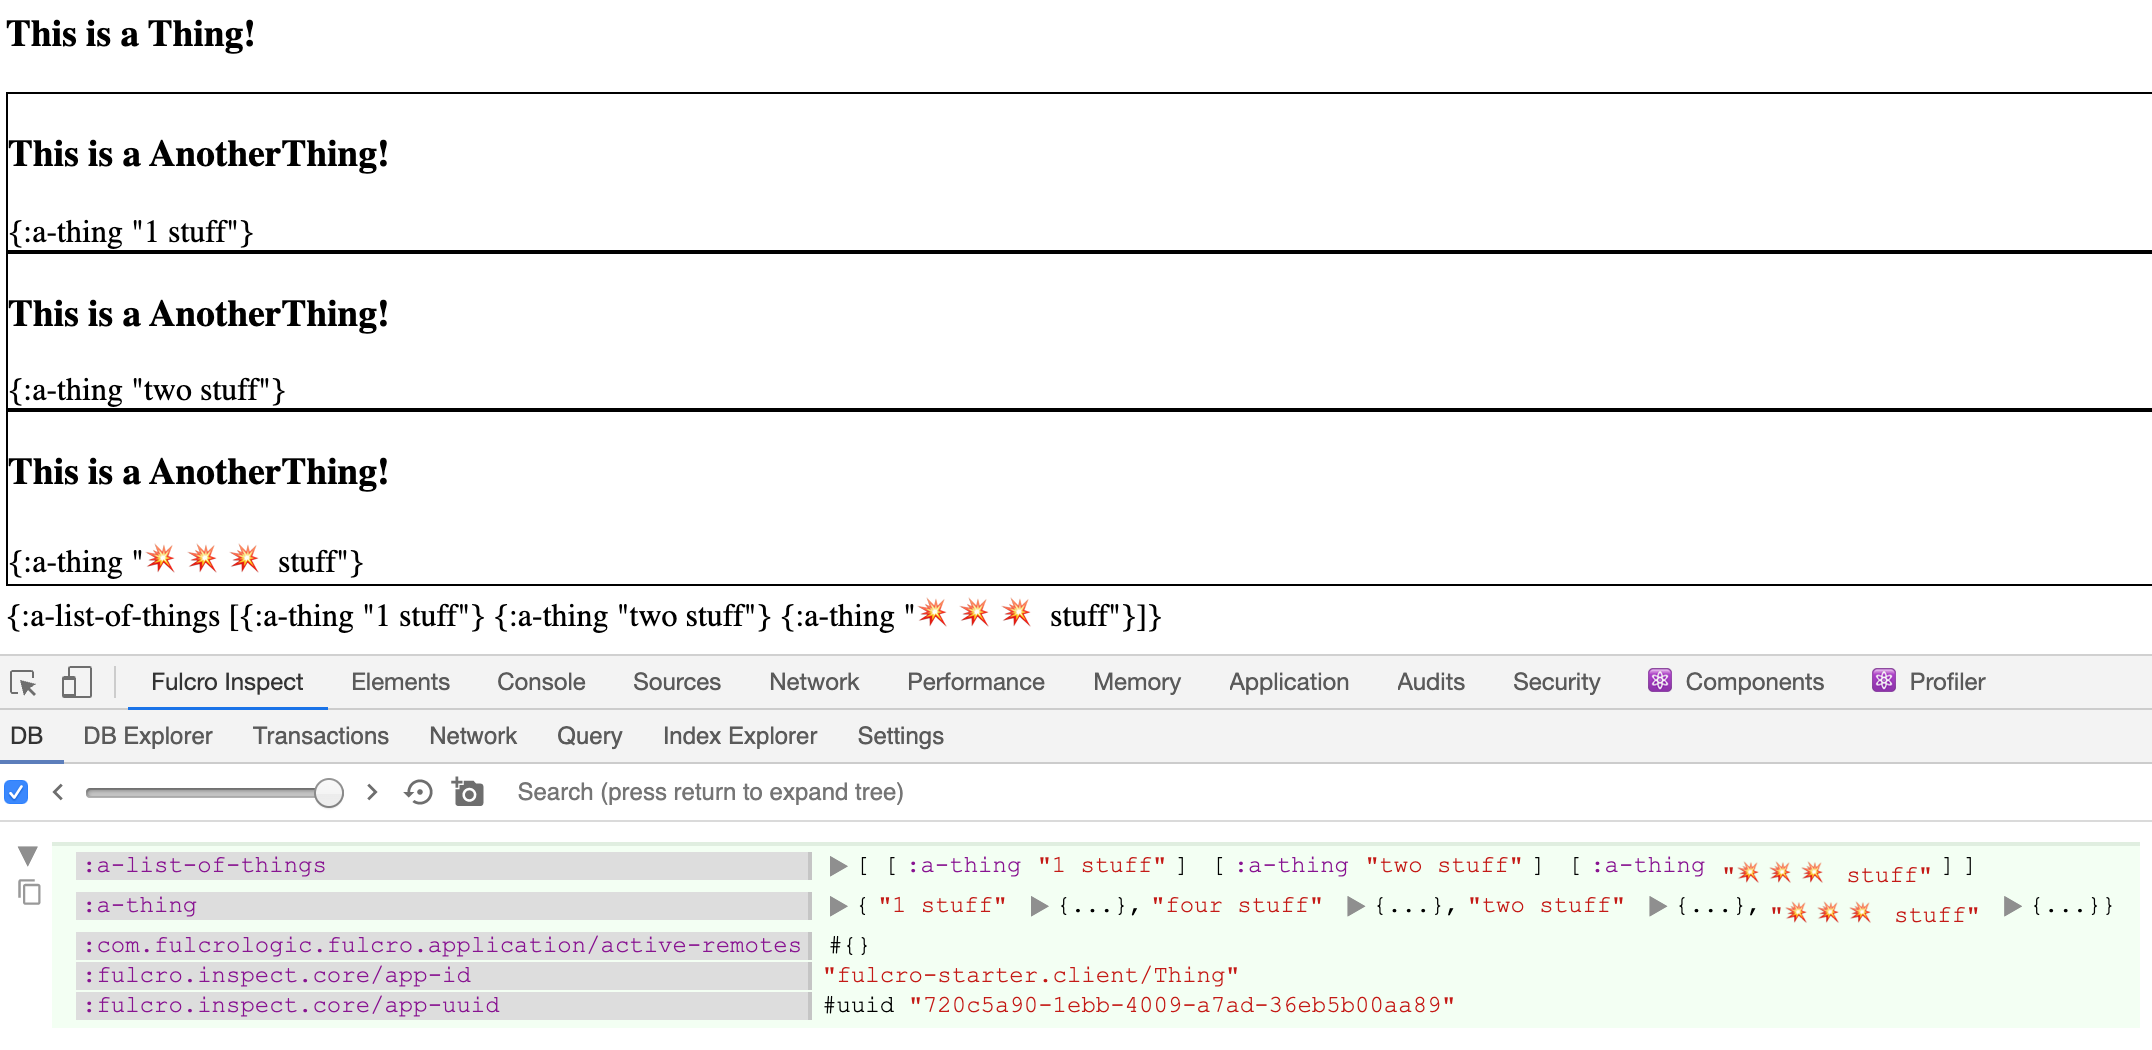 This is a Thing!
This is a AnotherThing!
{:a-thing "1 stuff"}
This is a AnotherThing!
{:a-thing "two stuff"}
This is a AnotherThing!
{:a-thing "💥 💥 💥 stuff"}
{:a-list-of-things [{:a-thing "1 stuff"} {:a-thing "two stuff"} {:a-thing "💥 💥 💥 stuff"}]}
Fulcro Inspect Elements Console Sources Network Performance Memory Application Audits Security ⚛ Components ⚛ Profiler
DB DB Explorer Transactions Network Query Index Explorer Settings
Search (press return to expand tree)
:a-list-of-things ▶ [ [ :a-thing "1 stuff" ] [ :a-thing "two stuff" ] [ :a-thing "💥 💥 💥 stuff" ] ]
:a-thing ▶ { "1 stuff" ▶ {...}, "four stuff" ▶ {...}, "two stuff" ▶ {...}, "💥 💥 💥 stuff" ▶ {...}}
:com.fulcrologic.fulcro.application/active-remotes #{}
:fulcro.inspect.core/app-id "fulcro-starter.client/Thing"
:fulcro.inspect.core/app-uuid #uuid "720c5a90-1ebb-4009-a7ad-36eb5b00aa89"